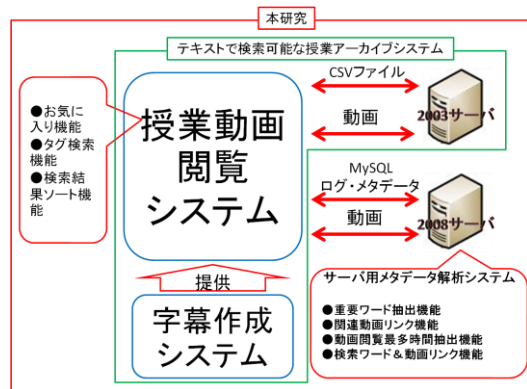 本研究
テキストで検索可能な授業アーカイブシステム
●お気に
入り機能
●タグ検索
機能
●検索結
果ソート機
能
授業動画
閲覧
システム
CSVファイル
動画
2003サーバ
MySQL
ログ・メタデータ
動画
2008サーバ
提供
字幕作成
システム
サーバ用メタデータ解析システム
●重要ワード抽出機能
●関連動画リンク機能
●動画閲覧最多時間抽出機能
●検索ワード&動画リンク機能